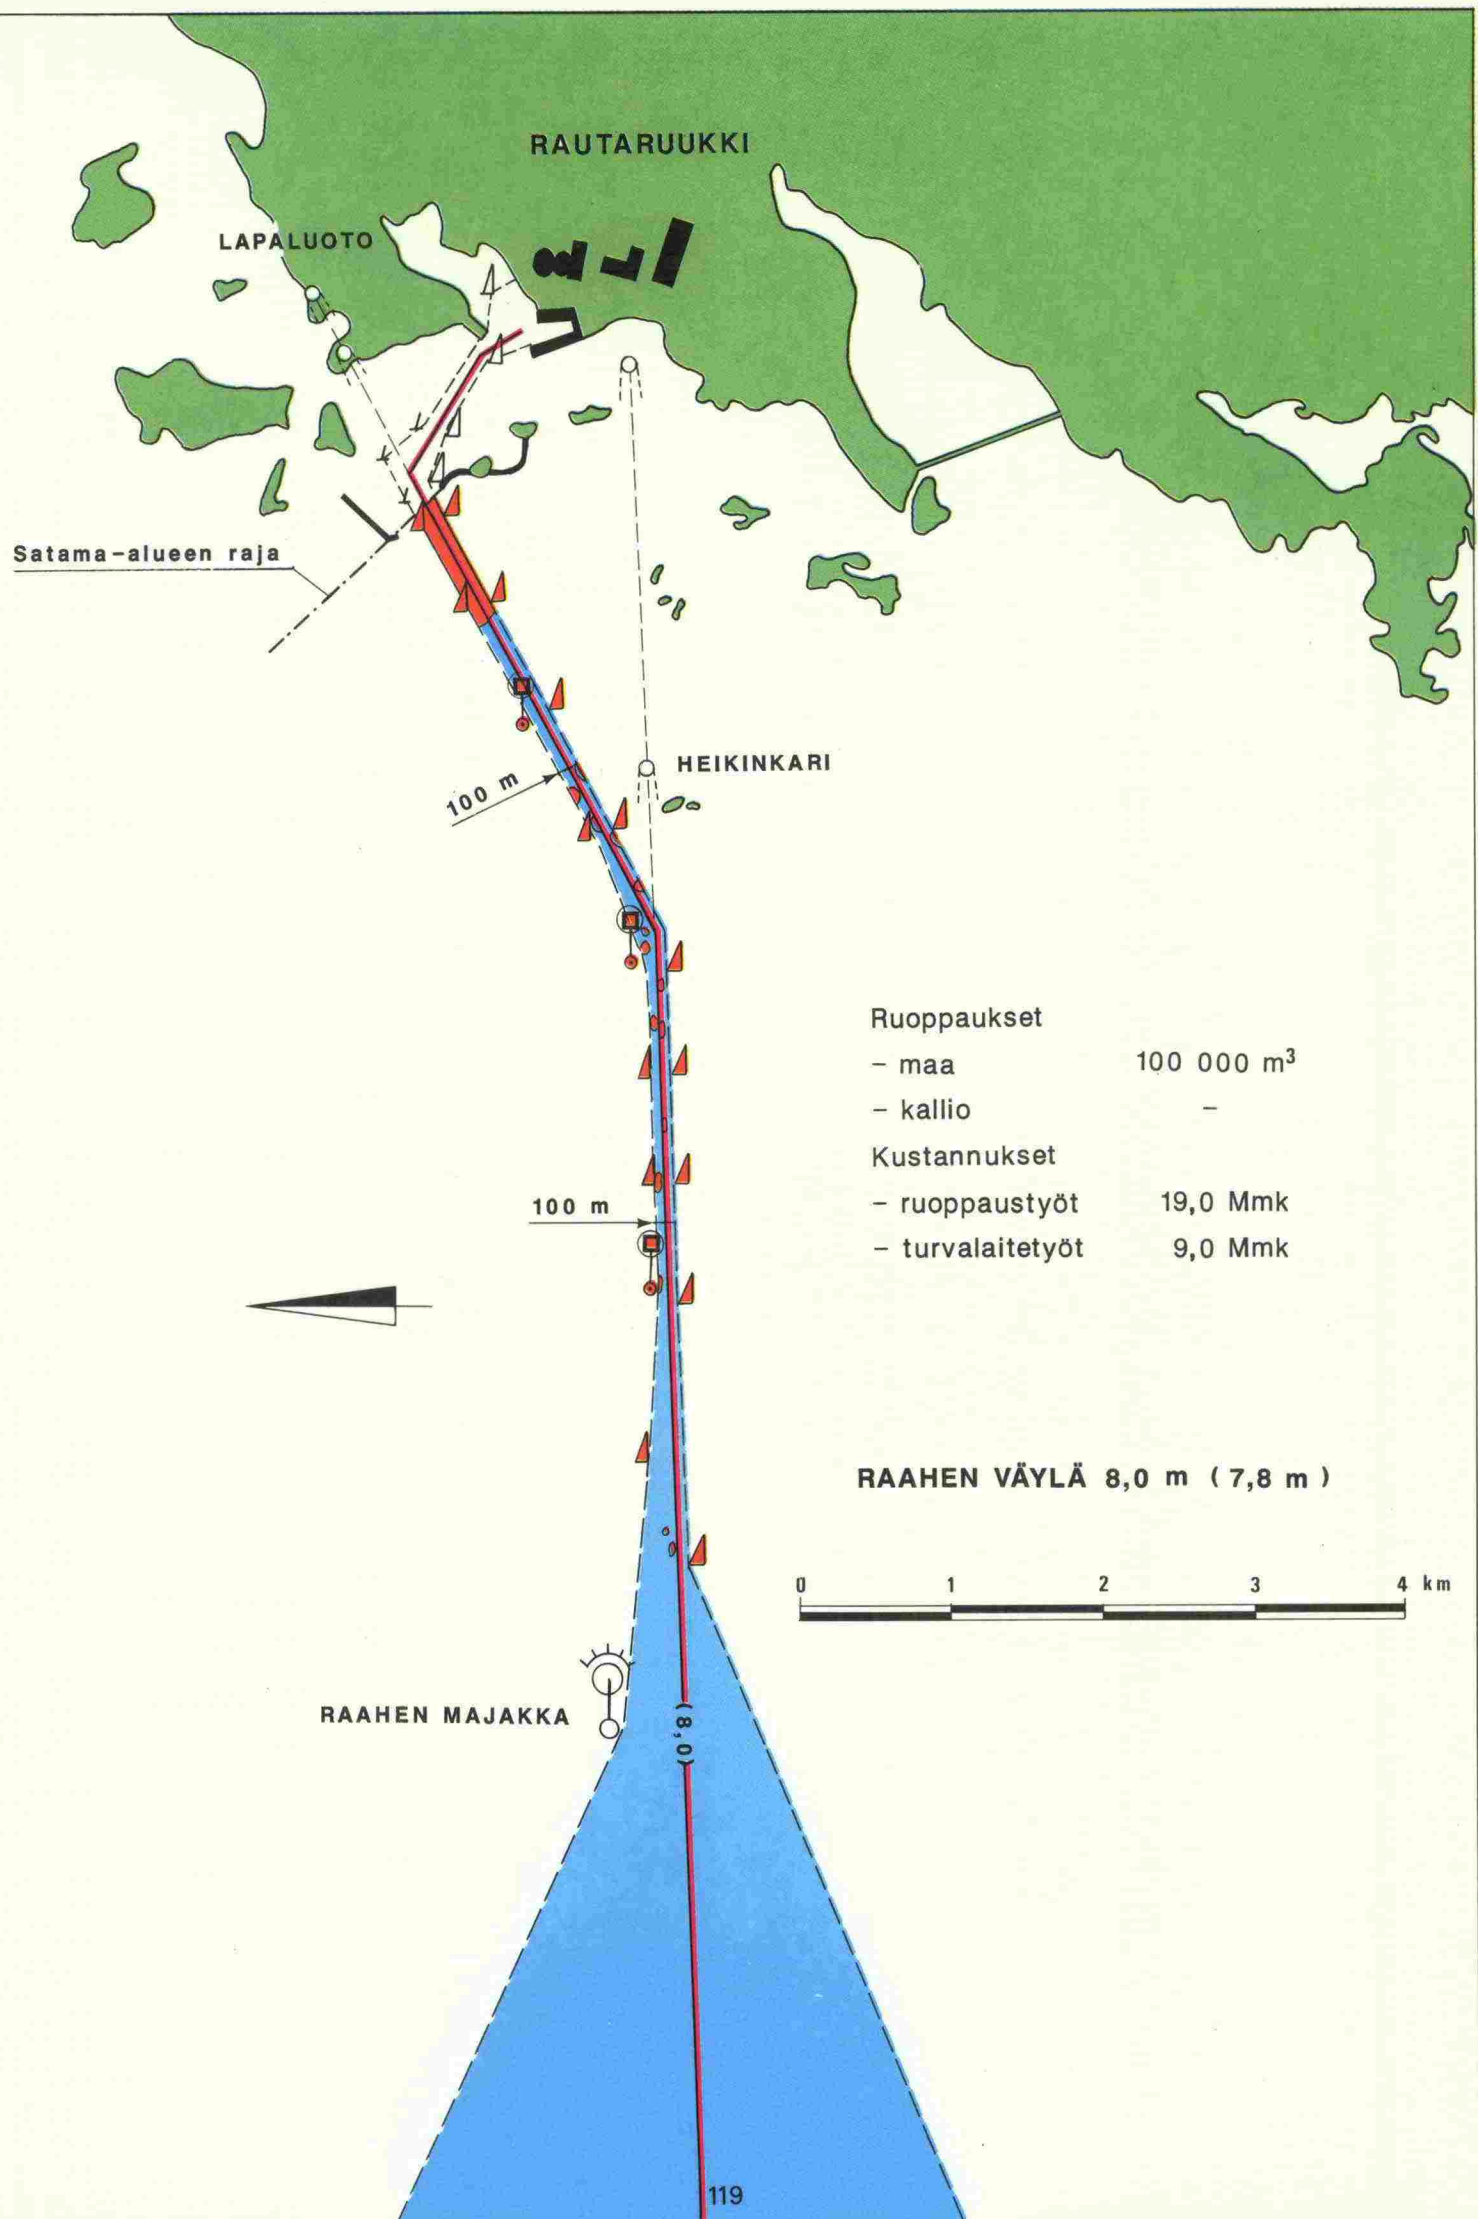 RAUTARUUKKI
LAPALUOTO
Satama-alueen raja
HEIKINKARI
100 m
Ruoppaukset
- maa 100 000 m³
- kallio -
Kustannukset
- ruoppaustyöt 19,0 Mmk
- turvalaitetyöt 9,0 Mmk
100 m
RAAHEN VÄYLÄ 8,0 m ( 7,8 m )
0 1 2 3 4 km
RAAHEN MAJAKKA
(8,0)
119